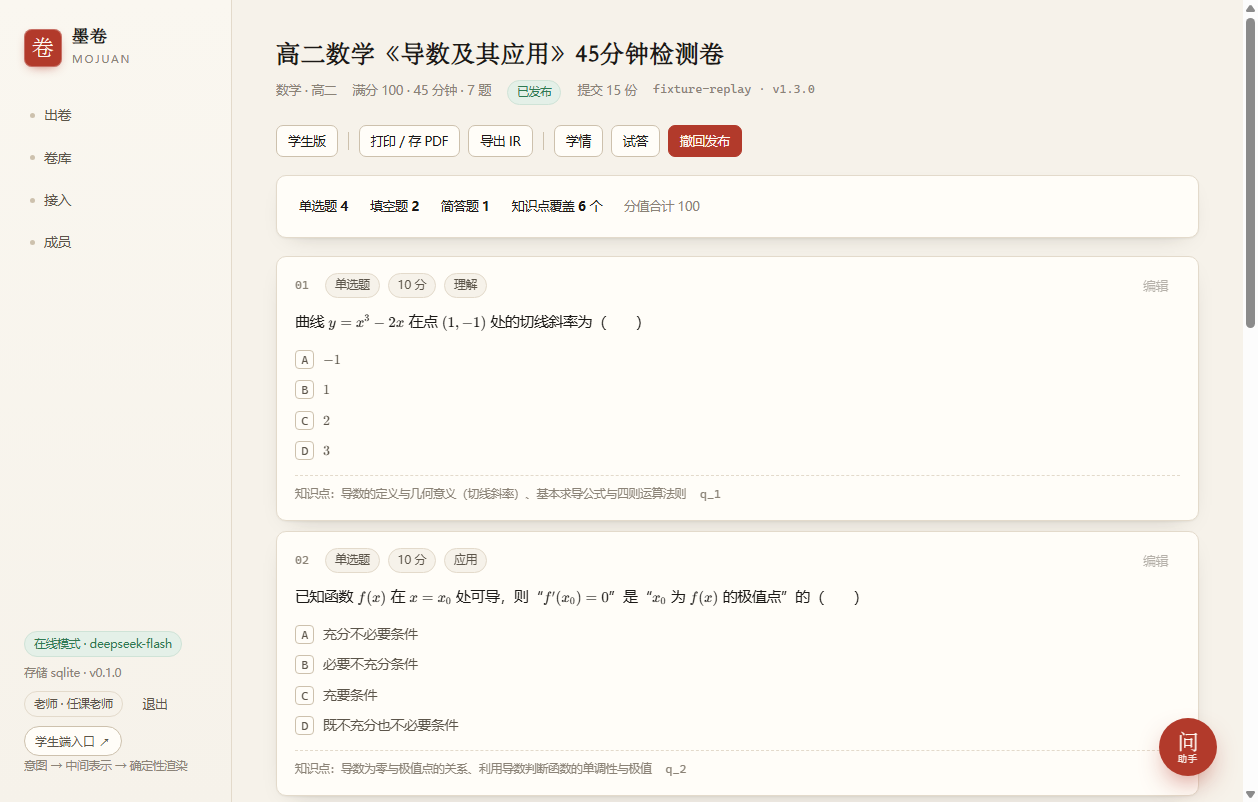 卷
墨卷
MOJUAN
出卷
卷库
接入
成员
在线模式 · deepseek-flash
存储 sqlite · v0.1.0
老师 · 任课老师 退出
学生端入口 ↗
意图 → 中间表示 → 确定性渲染
高二数学《导数及其应用》45分钟检测卷
数学 · 高二 满分 100 · 45 分钟 · 7 题 已发布 提交 15 份 fixture-replay · v1.3.0
学生版 打印 / 存 PDF 导出 IR 学情 试答 撤回发布
单选题 4 填空题 2 简答题 1 知识点覆盖 6 个 分值合计 100
01 单选题 10 分 理解 编辑
曲线 y = x³ − 2x 在点 (1, −1) 处的切线斜率为（　　）
A −1
B 1
C 2
D 3
知识点：导数的定义与几何意义（切线斜率）、基本求导公式与四则运算法则 q_1
02 单选题 10 分 应用 编辑
已知函数 f(x) 在 x = x₀ 处可导，则“f′(x₀) = 0”是“x₀ 为 f(x) 的极值点”的（　　）
A 充分不必要条件
B 必要不充分条件
C 充要条件
D 既不充分也不必要条件
知识点：导数为零与极值点的关系、利用导数判断函数的单调性与极值 q_2
问
助手